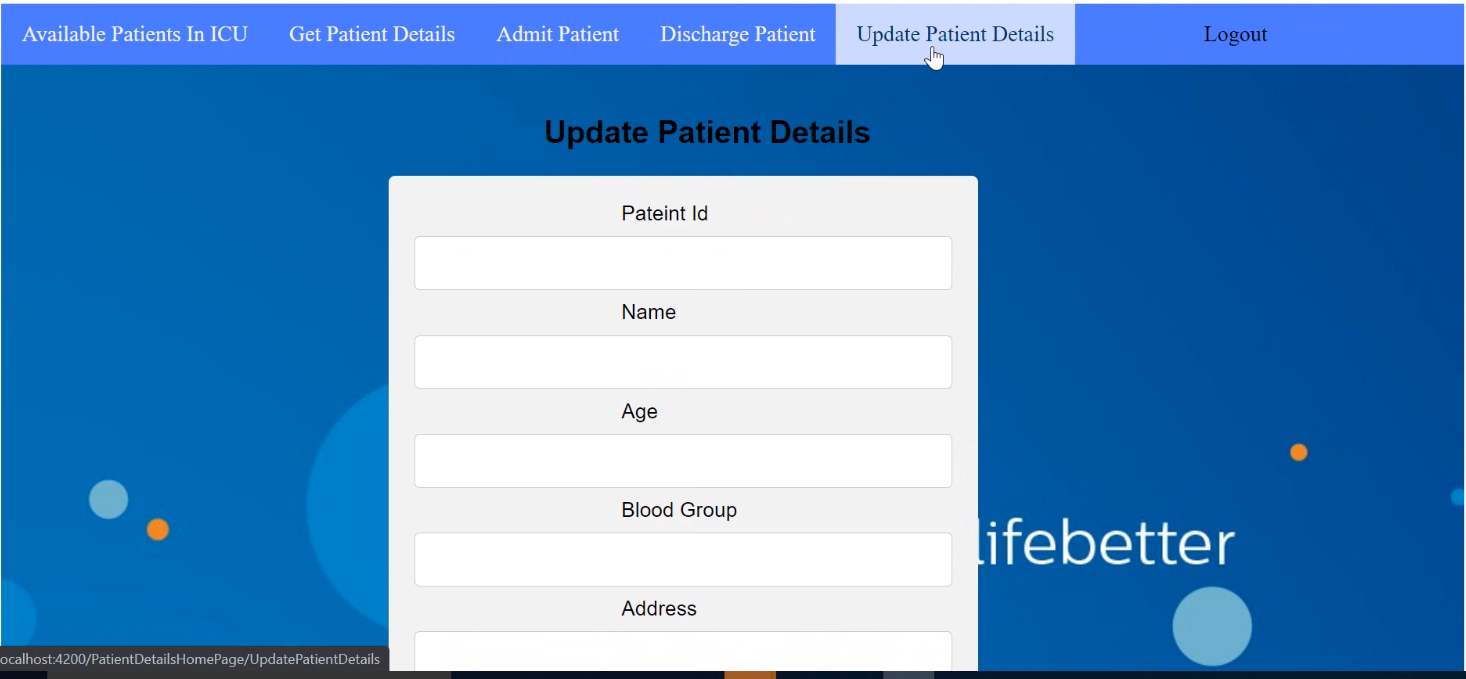 Available Patients In ICU Get Patient Details Admit Patient Discharge Patient Update Patient Details Logout
Update Patient Details
Pateint Id
Name
Age
Blood Group
lifebetter
Address
ocalhost:4200/PatientDetailsHomePage/UpdatePatientDetails